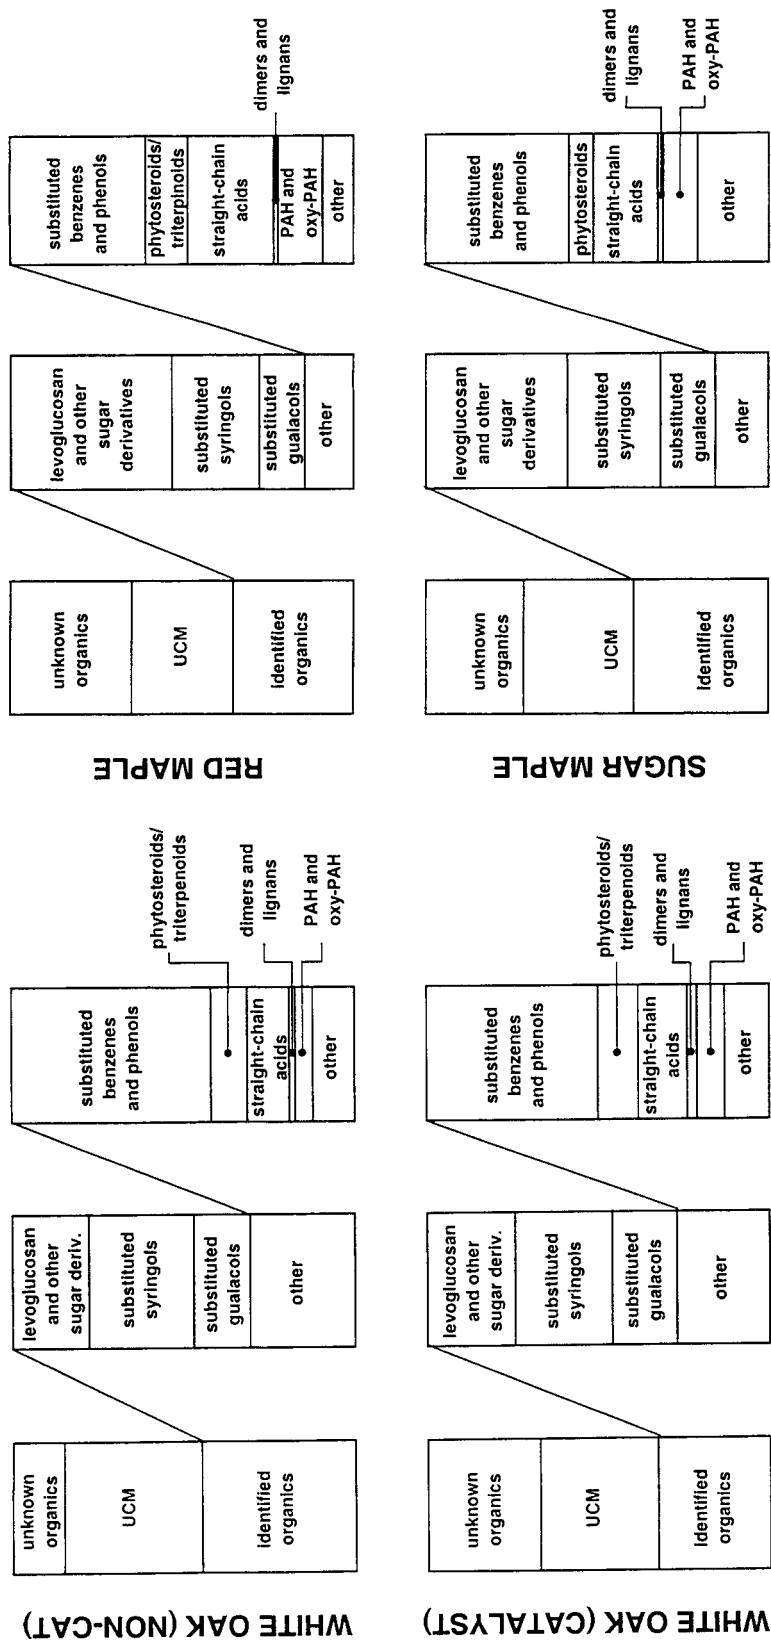 WHITE OAK (NON-CAT)
unknown
organics
UCM
identified
organics
levoglucosan
and other
sugar deriv.
substituted
syringols
substituted
gualacols
other
substituted
benzenes
and phenols
straight-chain
acids
other
phytosteroids/
triterpenoids
dimers and
lignans
PAH and
oxy-PAH
RED MAPLE
unknown
organics
UCM
identified
organics
levoglucosan
and other
sugar
derivatives
substituted
syringols
substituted
gualacols
other
substituted
benzenes
and phenols
phytosteroids/
triterpinoids
straight-chain
acids
PAH and
oxy-PAH
other
dimers and
lignans
WHITE OAK (CATALYST)
unknown
organics
UCM
identified
organics
levoglucosan
and other
sugar deriv.
substituted
syringols
substituted
gualacols
other
substituted
benzenes
and phenols
straight-chain
acids
other
phytosteroids/
triterpenoids
dimers and
lignans
PAH and
oxy-PAH
SUGAR MAPLE
unknown
organics
UCM
identified
organics
levoglucosan
and other
sugar
derivatives
substituted
syringols
substituted
gualacols
other
substituted
benzenes
and phenols
phytosteroids
straight-chain
acids
other
dimers and
lignans
PAH and
oxy-PAH